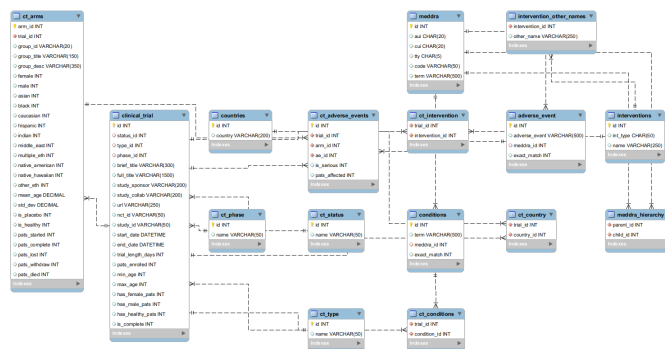 ct_arms
arm_id INT
trial_id INT
group_id VARCHAR(20)
group_title VARCHAR(150)
group_desc VARCHAR(350)
female INT
male INT
asian INT
black INT
caucasian INT
hispanic INT
indian INT
middle_east INT
multiple_eth INT
native_american INT
native_hawaiian INT
other_eth INT
mean_age DECIMAL
std_dev DECIMAL
is_placebo INT
is_healthy INT
pats_started INT
pats_complete INT
pats_lost INT
pats_withdraw INT
pats_died INT
Indexes
clinical_trial
id INT
status_id INT
type_id INT
phase_id INT
brief_title VARCHAR(300)
full_title VARCHAR(1000)
study_sponsor VARCHAR(200)
study_collab VARCHAR(200)
url VARCHAR(250)
nct_id VARCHAR(50)
study_id VARCHAR(50)
start_date DATETIME
end_date DATETIME
trial_length_days INT
pats_enrolled INT
min_age INT
max_age INT
has_female_pats INT
has_male_pats INT
has_healthy_pats INT
is_complete INT
Indexes
countries
id INT
country VARCHAR(200)
Indexes
ct_phase
id INT
name VARCHAR(50)
Indexes
ct_adverse_events
id INT
trial_id INT
arm_id INT
ae_id INT
is_serious INT
pats_affected INT
Indexes
ct_status
id INT
name VARCHAR(50)
Indexes
ct_type
id INT
name VARCHAR(50)
Indexes
meddra
id INT
aui CHAR(20)
cui CHAR(20)
tty CHAR(5)
code VARCHAR(50)
term VARCHAR(500)
Indexes
ct_intervention
trial_id INT
intervention_id INT
Indexes
conditions
id INT
term VARCHAR(500)
meddra_id INT
exact_match INT
Indexes
ct_conditions
trial_id INT
condition_id INT
Indexes
intervention_other_names
intervention_id INT
other_name VARCHAR(250)
Indexes
adverse_event
id INT
adverse_event VARCHAR(500)
meddra_id INT
exact_match INT
Indexes
ct_country
trial_id INT
country_id INT
Indexes
interventions
id INT
int_type CHAR(50)
name VARCHAR(250)
Indexes
meddra_hierarchy
parent_id INT
child_id INT
Indexes